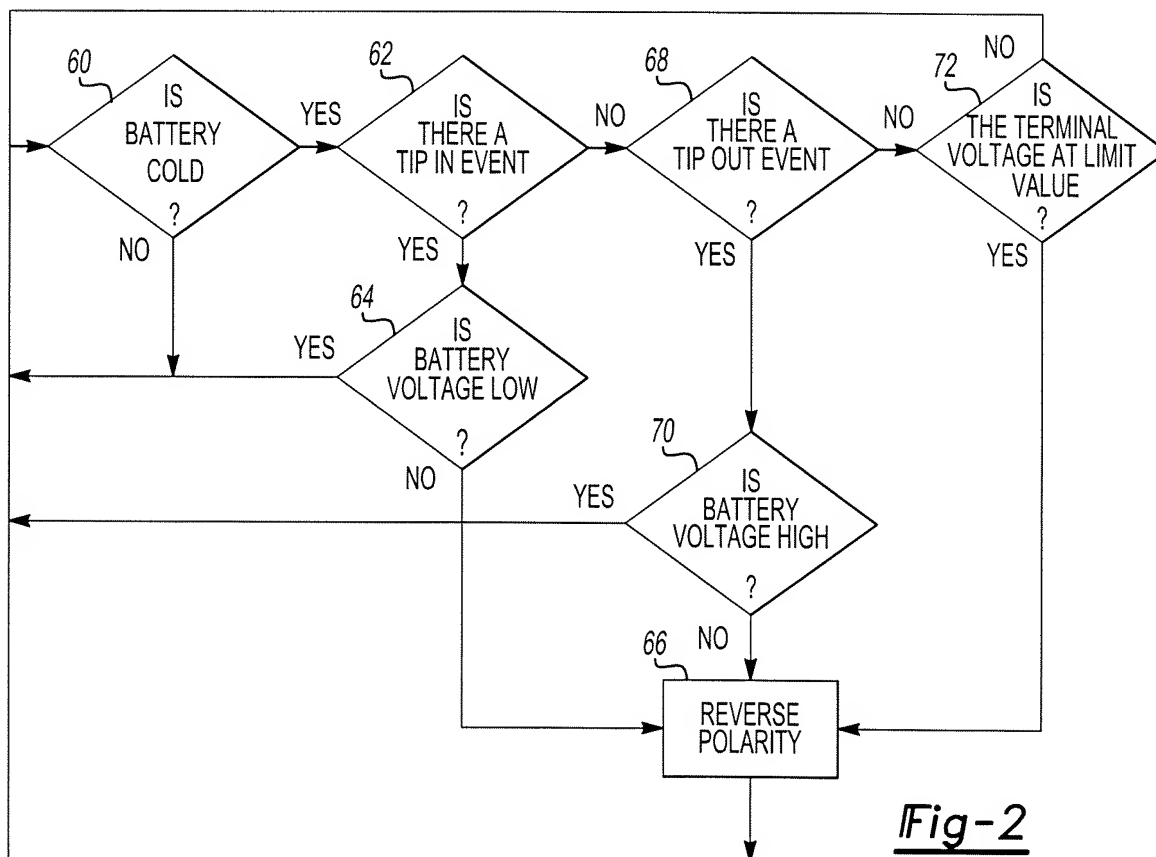 60
IS
BATTERY
COLD
?
YES
NO
62
IS
THERE A
TIP IN EVENT
?
NO
YES
68
IS
THERE A
TIP OUT EVENT
?
NO
YES
72
NO
IS
THE TERMINAL
VOLTAGE AT LIMIT
VALUE
?
YES
64
IS
BATTERY
VOLTAGE LOW
?
YES
NO
70
IS
BATTERY
VOLTAGE HIGH
?
YES
NO
66
REVERSE
POLARITY
Fig-2